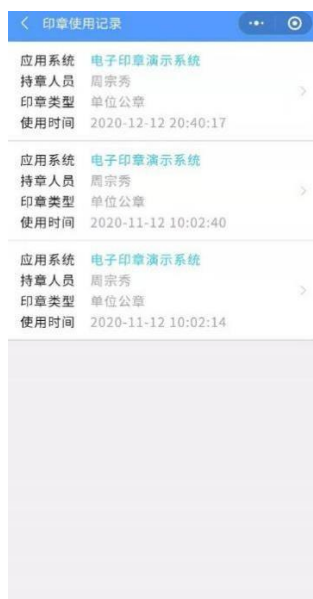 印章使用记录
应用系统 电子印章演示系统
持章人员 周宗秀
印章类型 单位公章
使用时间 2020-12-12 20:40:17
应用系统 电子印章演示系统
持章人员 周宗秀
印章类型 单位公章
使用时间 2020-11-12 10:02:40
应用系统 电子印章演示系统
持章人员 周宗秀
印章类型 单位公章
使用时间 2020-11-12 10:02:14